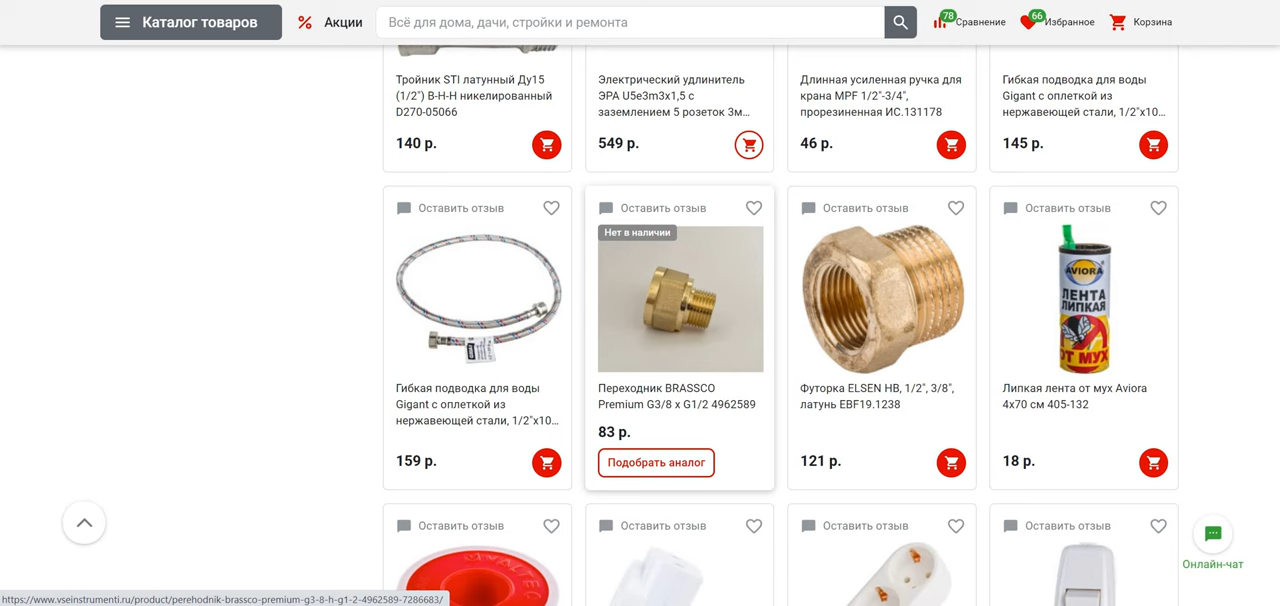 Каталог товаров
% Акции
Всё для дома, дачи, стройки и ремонта
78
Сравнение
66
Избранное
Корзина
Тройник STI латунный Ду15
(1/2") В-Н-Н никелированный
D270-05066
140 р.
Электрический удлинитель
ЭРА U5e3m3x1,5 с
заземлением 5 розеток 3м...
549 р.
Длинная усиленная ручка для
крана MPF 1/2"-3/4",
прорезиненная ИС.131178
46 р.
Гибкая подводка для воды
Gigant с оплеткой из
нержавеющей стали, 1/2"х10...
145 р.
Оставить отзыв
Гибкая подводка для воды
Gigant с оплеткой из
нержавеющей стали, 1/2"х10...
159 р.
Оставить отзыв
Нет в наличии
Переходник BRASSCO
Premium G3/8 x G1/2 4962589
83 р.
Подобрать аналог
Оставить отзыв
Футорка ELSEN НВ, 1/2", 3/8",
латунь EBF19.1238
121 р.
Оставить отзыв
AVIORA
ЛЕНТА
ЛИПКАЯ
ОТ МУХ
Липкая лента от мух Aviora
4х70 см 405-132
18 р.
Оставить отзыв
Оставить отзыв
Оставить отзыв
Оставить отзыв
Онлайн-чат
https://www.vseinstrumenti.ru/product/perehodnik-brassco-premium-g3-8-h-g1-2-4962589-7286683/